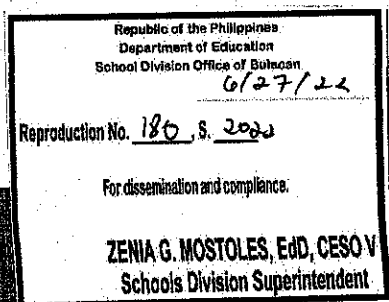 Republic of the Philippines
Department of Education
School Division Office of Bulacan
6/27/22
Reproduction No. 180, S. 2022
For dissemination and compliance.
ZENIA G. MOSTOLES, EdD, CESO V
Schools Division Superintendent